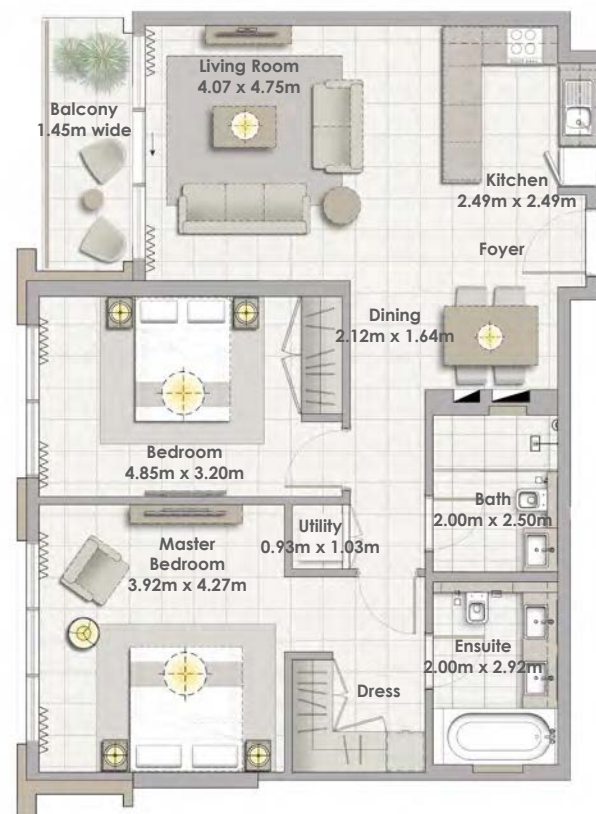 Living Room
4.07 x 4.75m
Balcony
1.45m wide
Kitchen
2.49m x 2.49m
Foyer
Dining
2.12m x 1.64m
Bedroom
4.85m x 3.20m
Bath
2.00m x 2.50m
Utility
0.93m x 1.03m
Master
Bedroom
3.92m x 4.27m
Ensuite
2.00m x 2.92m
Dress